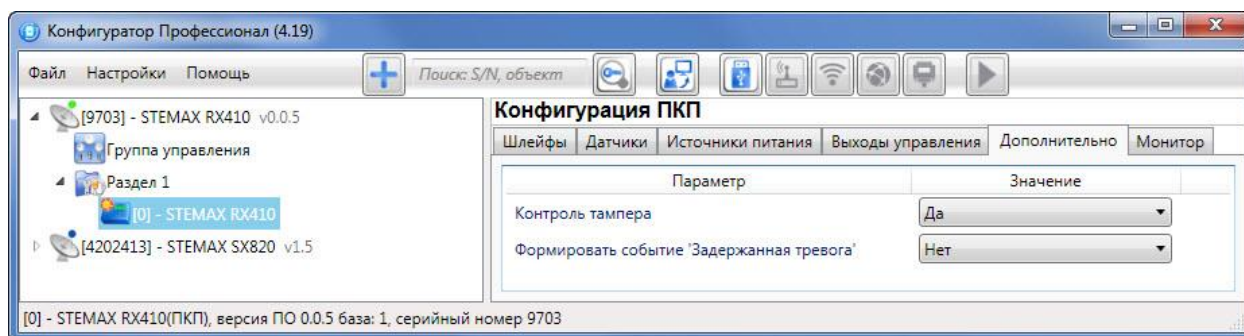 Конфигуратор Профессионал (4.19)
Файл Настройки Помощь Поиск: S/N, объект
[9703] - STEMAX RX410 v0.0.5
Группа управления
Раздел 1
[0] - STEMAX RX410
[4202413] - STEMAX SX820 v1.5
Конфигурация ПКП
Шлейфы Датчики Источники питания Выходы управления Дополнительно Монитор
Параметр Значение
Контроль тампера Да
Формировать событие 'Задержанная тревога' Нет
[0] - STEMAX RX410(ПКП), версия ПО 0.0.5 база: 1, серийный номер 9703